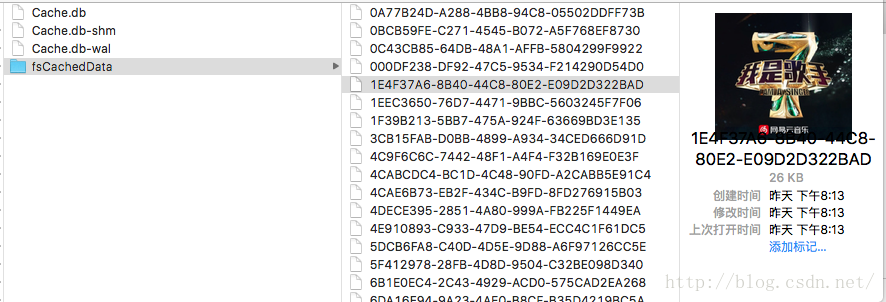 Cache.db
Cache.db-shm
Cache.db-wal
fsCachedData
0A77B24D-A288-4BB8-94C8-05502DDFF73B
0BCB59FE-C271-4545-B072-A5F768EF8730
0C43CB85-64DB-48A1-AFFB-5804299F9922
000DF238-DF92-47C5-9534-F214290D54D0
1E4F37A6-8B40-44C8-80E2-E09D2D322BAD
1EEC3650-76D7-4471-9BBC-5603245F7F06
1F39B213-5BB7-475A-924F-63669BD3E135
3CB15FAB-D0BB-4899-A934-34CED666D91D
4C9F6C6C-7442-48F1-A4F4-F32B169E0E3F
4CABCDC4-BC1D-4C48-90FD-A2CABB5E91C4
4CAE6B73-EB2F-434C-B9FD-8FD276915B03
4DECE395-2851-4A80-999A-FB225F1449EA
4E910893-C933-47D9-BE54-ECC4C1F61DC5
5DCB6FA8-C40D-4D5E-9D88-A6F97126CC5E
5F412978-28FB-4D8D-9504-C32BE098D340
6B1E0EC4-2C43-4929-ACD0-575CAD2EA268
6DA16F94-9A23-4AF0-B8CF-B35D4219BC5A
我是歌手
I AM A SINGER
网易云音乐
1E4F37A6-8B40-44C8-
80E2-E09D2D322BAD
26 KB
创建时间 昨天 下午8:13
修改时间 昨天 下午8:13
上次打开时间 昨天 下午8:13
添加标记...
http://blog.csdn.net/